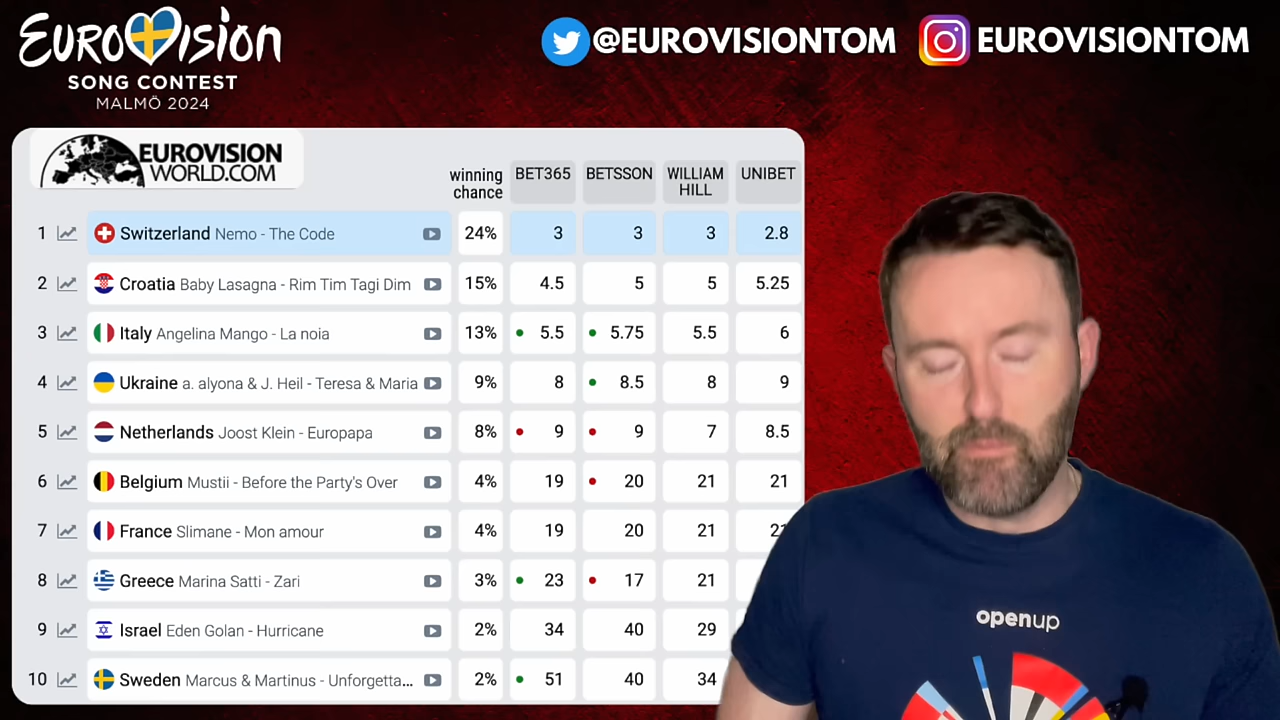 EUROVISION
SONG CONTEST
MALMÖ 2024
@EUROVISIONTOM
EUROVISIONTOM
EUROVISION
WORLD.COM
winning
chance
BET365
BETSSON
WILLIAM
HILL
UNIBET
1 Switzerland Nemo - The Code 24% 3 3 3 2.8
2 Croatia Baby Lasagna - Rim Tim Tagi Dim 15% 4.5 5 5 5.25
3 Italy Angelina Mango - La noia 13% 5.5 5.75 5.5 6
4 Ukraine a. alyona & J. Heil - Teresa & Maria 9% 8 8.5 8 9
5 Netherlands Joost Klein - Europapa 8% 9 9 7 8.5
6 Belgium Mustii - Before the Party's Over 4% 19 20 21 21
7 France Slimane - Mon amour 4% 19 20 21
8 Greece Marina Satti - Zari 3% 23 17 21
9 Israel Eden Golan - Hurricane 2% 34 40 29
10 Sweden Marcus & Martinus - Unforgetta... 2% 51 40 34
openup